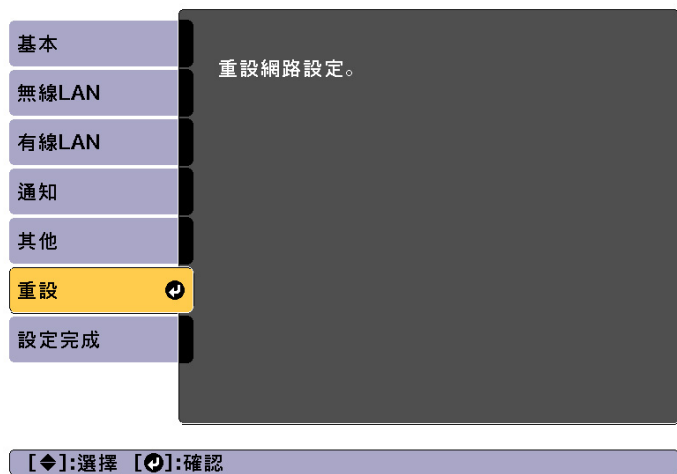 基本
無線LAN
有線LAN
通知
其他
重設
設定完成
重設網路設定。
[◆]:選擇 [⏎]:確認